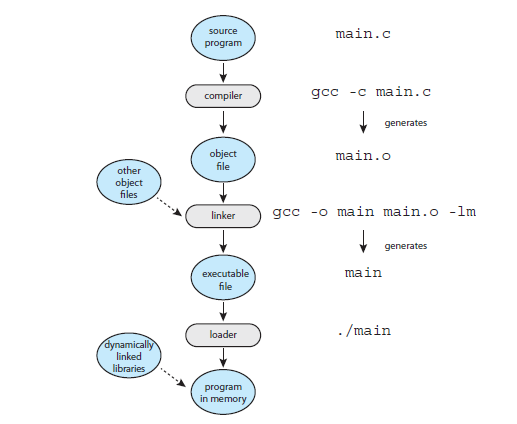 source
program
main.c
compiler
gcc -c main.c
generates
object
file
main.o
other
object
files
linker
gcc -o main main.o -lm
generates
executable
file
main
loader
./main
dynamically
linked
libraries
program
in memory